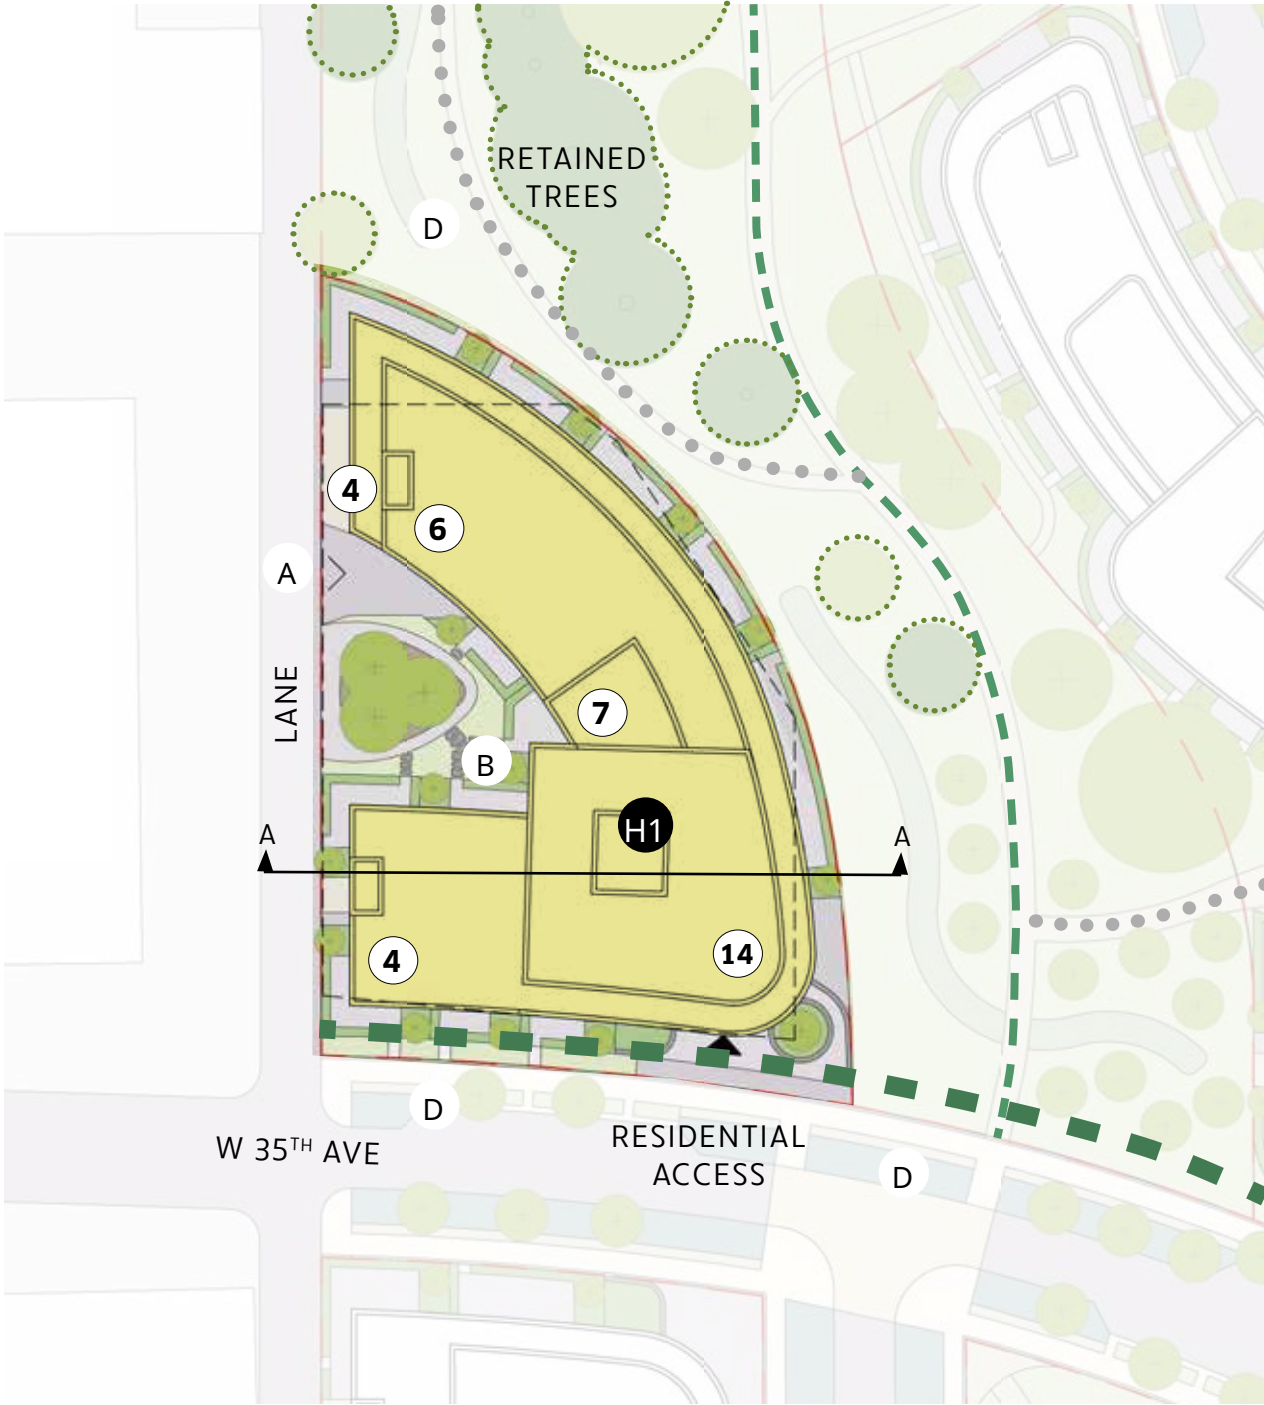 RETAINED
TREES
D
4
6
A
LANE
7
B
H1
A
A
4
14
D
W 35TH AVE
RESIDENTIAL
ACCESS
D